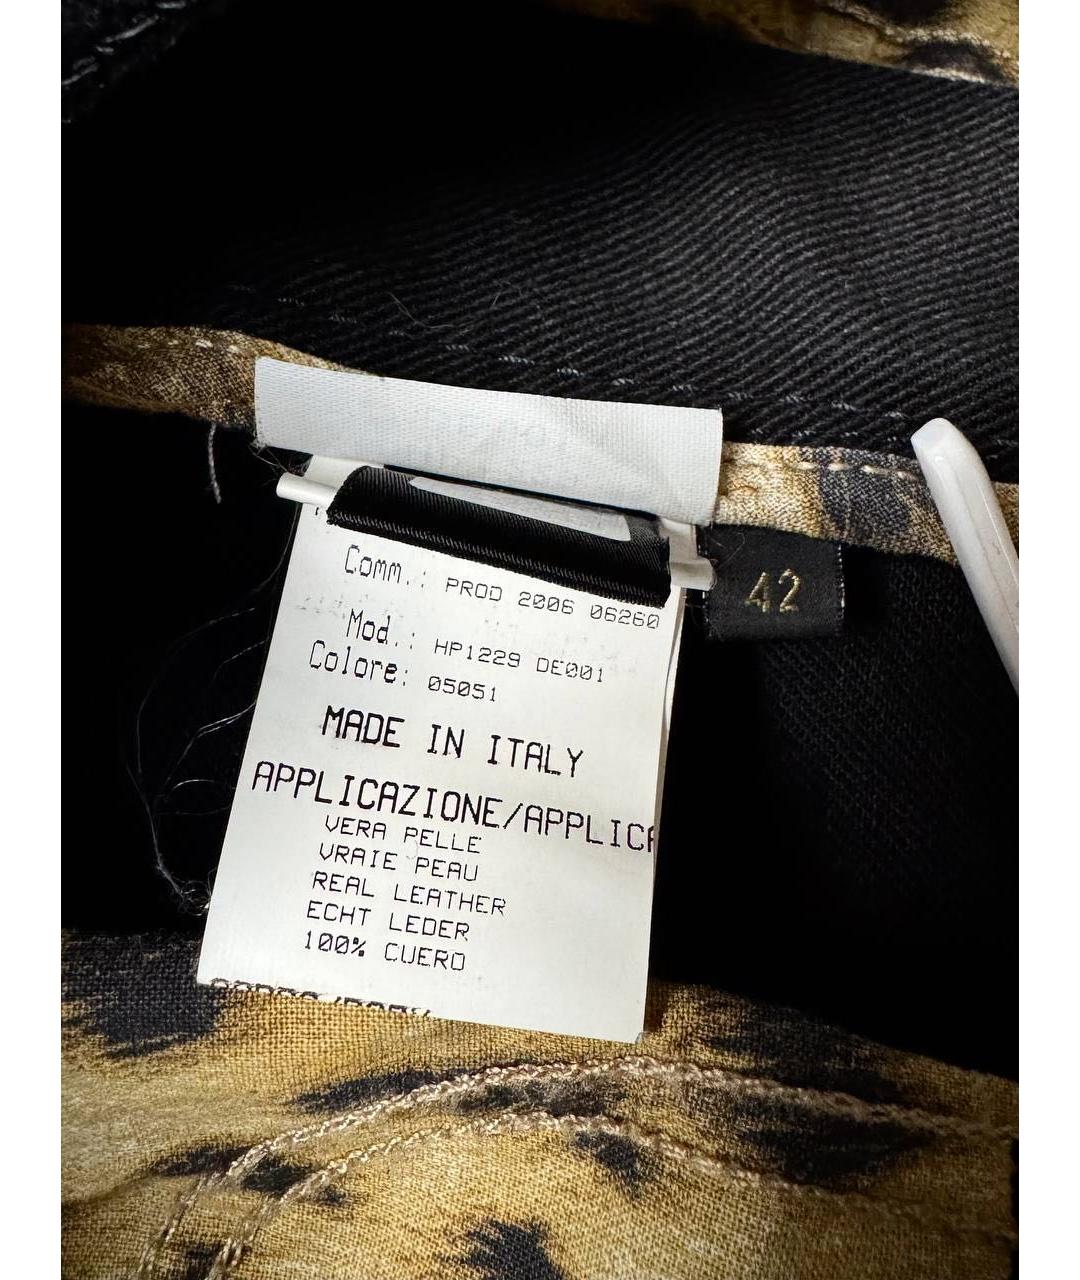 Comm.: PROD 2006 06260
Mod.: HP1229 DE001
Colore: 05051
MADE IN ITALY
APPLICAZIONE/APPLICA
VERA PELLE
VRAIE PEAU
REAL LEATHER
ECHT LEDER
100% CUERO
42